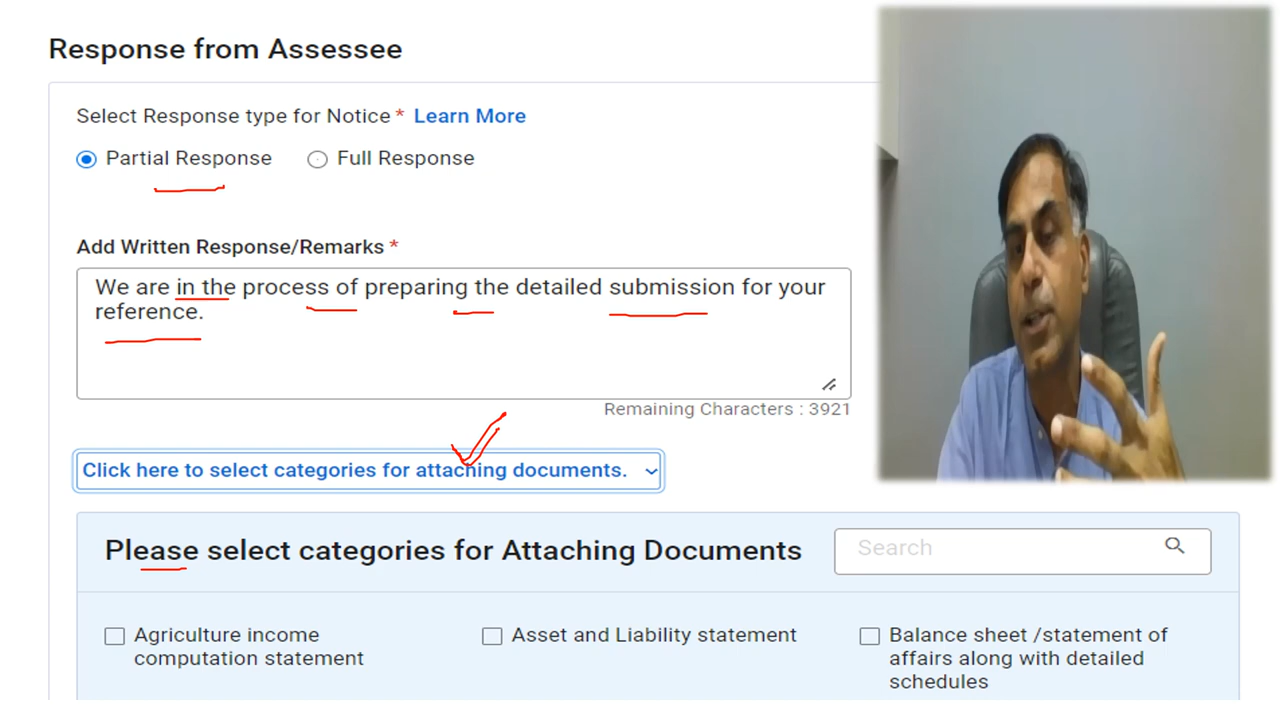 Response from Assessee
Select Response type for Notice * Learn More
Partial Response Full Response
Add Written Response/Remarks *
We are in the process of preparing the detailed submission for your
reference.
Remaining Characters : 3921
Click here to select categories for attaching documents.
Please select categories for Attaching Documents
Search
Agriculture income
computation statement
Asset and Liability statement
Balance sheet /statement of
affairs along with detailed
schedules